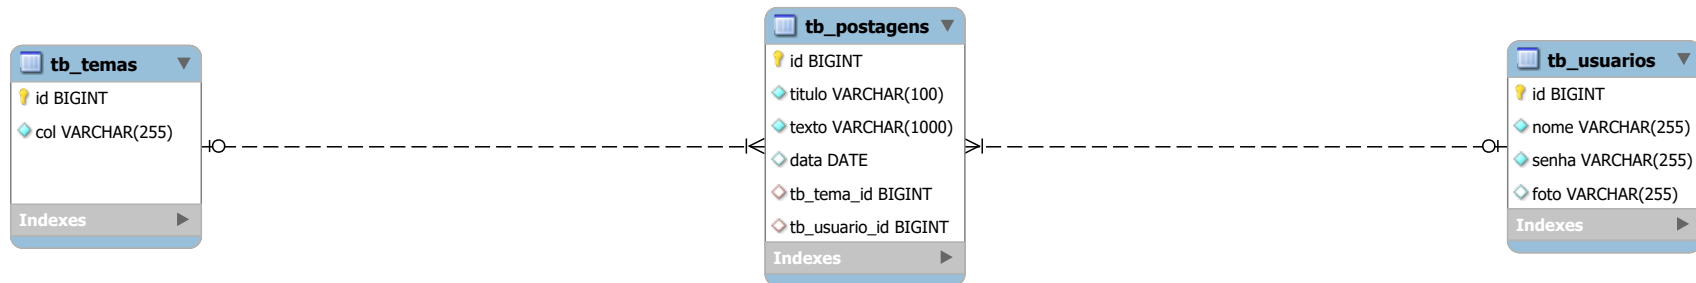 tb_temas
id BIGINT
col VARCHAR(255)
Indexes
tb_postagens
id BIGINT
titulo VARCHAR(100)
texto VARCHAR(1000)
data DATE
tb_tema_id BIGINT
tb_usuario_id BIGINT
Indexes
tb_usuarios
id BIGINT
nome VARCHAR(255)
senha VARCHAR(255)
foto VARCHAR(255)
Indexes